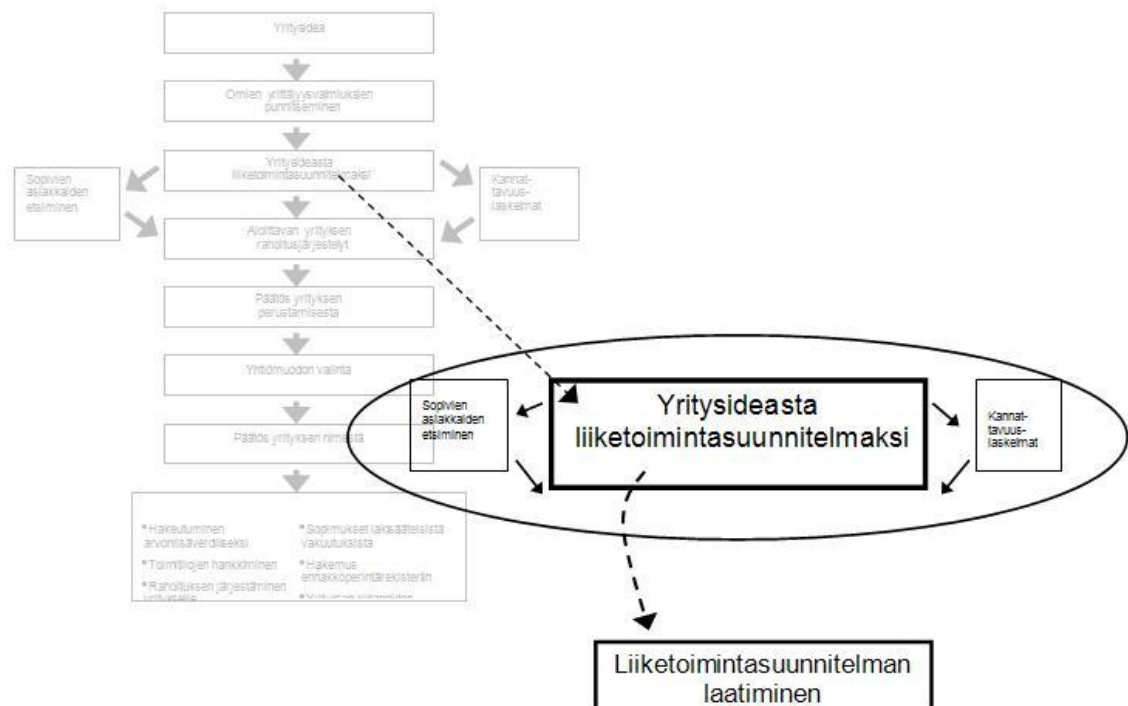 Yritysidea
Omien yrittäjyysvalmiuksien
punnitseminen
Yritysideasta
liiketoimintasuunnitelmaksi
Sopivien
asiakkaiden
etsiminen
Kannat-
tavuus-
laskelmat
Aloittavan yrityksen
rahoitusjärjestelyt
Päätös yrityksen
perustamisesta
Yhtiömuodon valinta
Päätös yrityksen nimestä
*Hakeutuminen
arvonlisäverolliseksi
*Toimitilojen hankkiminen
*Rahoituksen järjestäminen
yritykselle
*Sopimukset lakisääteisistä
vakuutuksista
*Hakemus
ennakkoperintärekisteriin
Sopivien
asiakkaiden
etsiminen
Yritysideasta
liiketoimintasuunnitelmaksi
Kannat-
tavuus-
laskelmat
Liiketoimintasuunnitelman
laatiminen